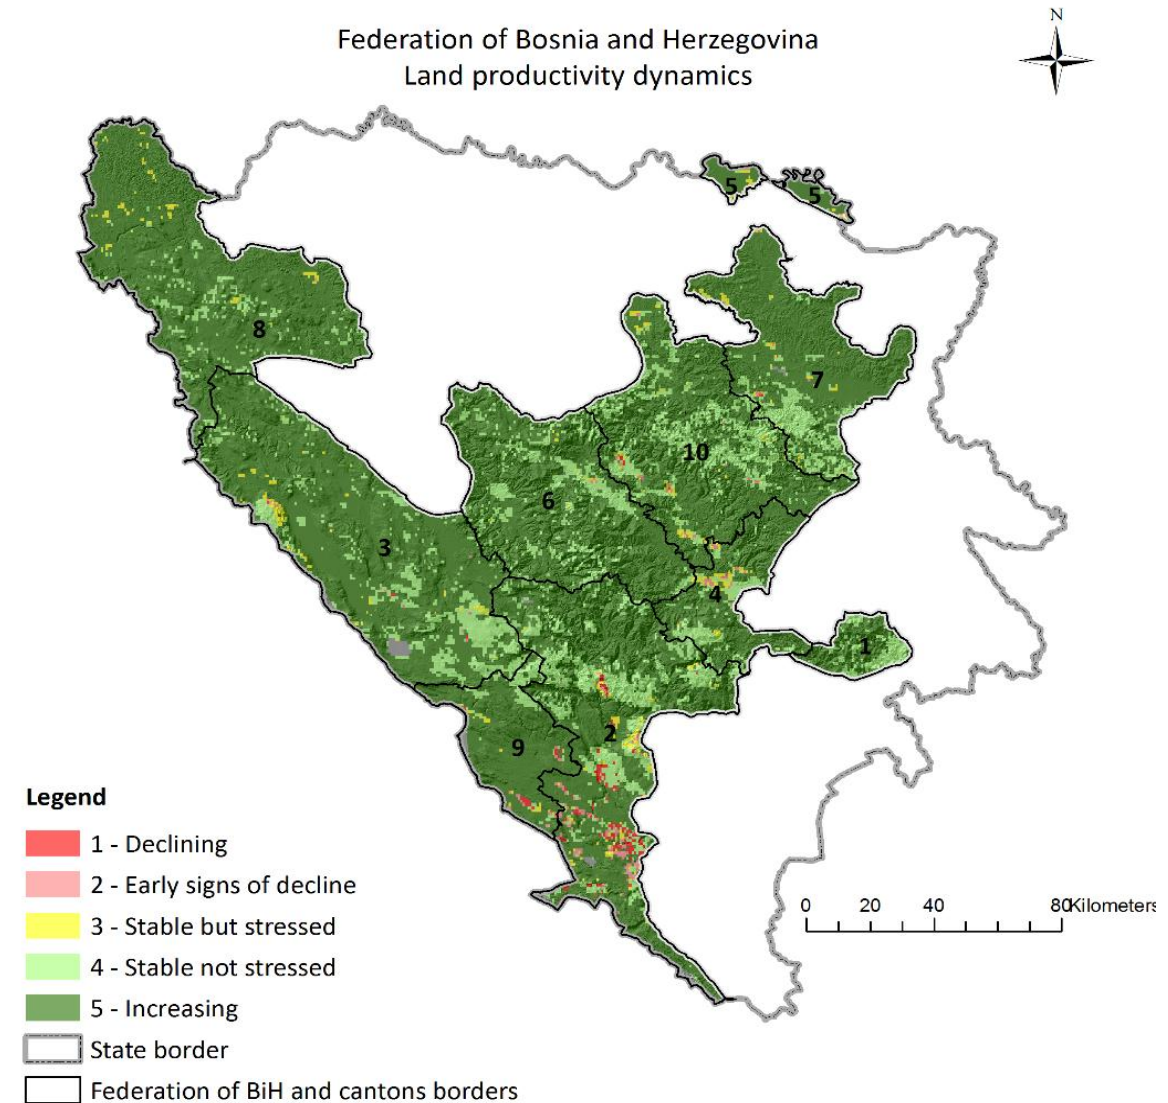 Federation of Bosnia and Herzegovina
Land productivity dynamics
N
5
5
8
7
10
6
3
4
1
2
9
Legend
1 - Declining
2 - Early signs of decline
3 - Stable but stressed
4 - Stable not stressed
5 - Increasing
State border
Federation of BiH and cantons borders
0 20 40 80 Kilometers